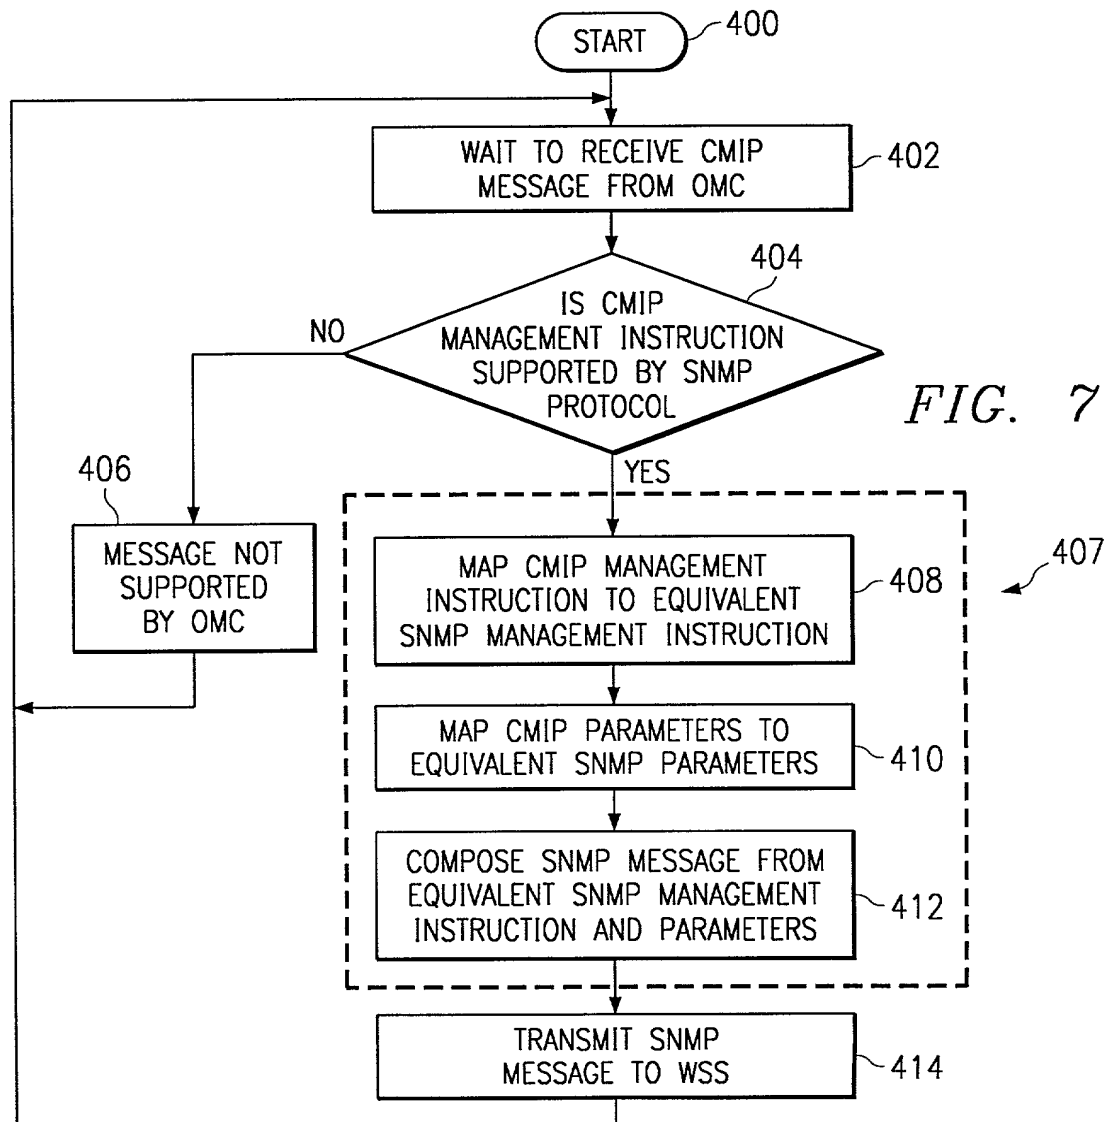 START
400
WAIT TO RECEIVE CMIP
MESSAGE FROM OMC
402
404
IS CMIP
MANAGEMENT INSTRUCTION
SUPPORTED BY SNMP
PROTOCOL
NO
YES
FIG. 7
406
MESSAGE NOT
SUPPORTED
BY OMC
407
MAP CMIP MANAGEMENT
INSTRUCTION TO EQUIVALENT
SNMP MANAGEMENT INSTRUCTION
408
MAP CMIP PARAMETERS TO
EQUIVALENT SNMP PARAMETERS
410
COMPOSE SNMP MESSAGE FROM
EQUIVALENT SNMP MANAGEMENT
INSTRUCTION AND PARAMETERS
412
TRANSMIT SNMP
MESSAGE TO WSS
414